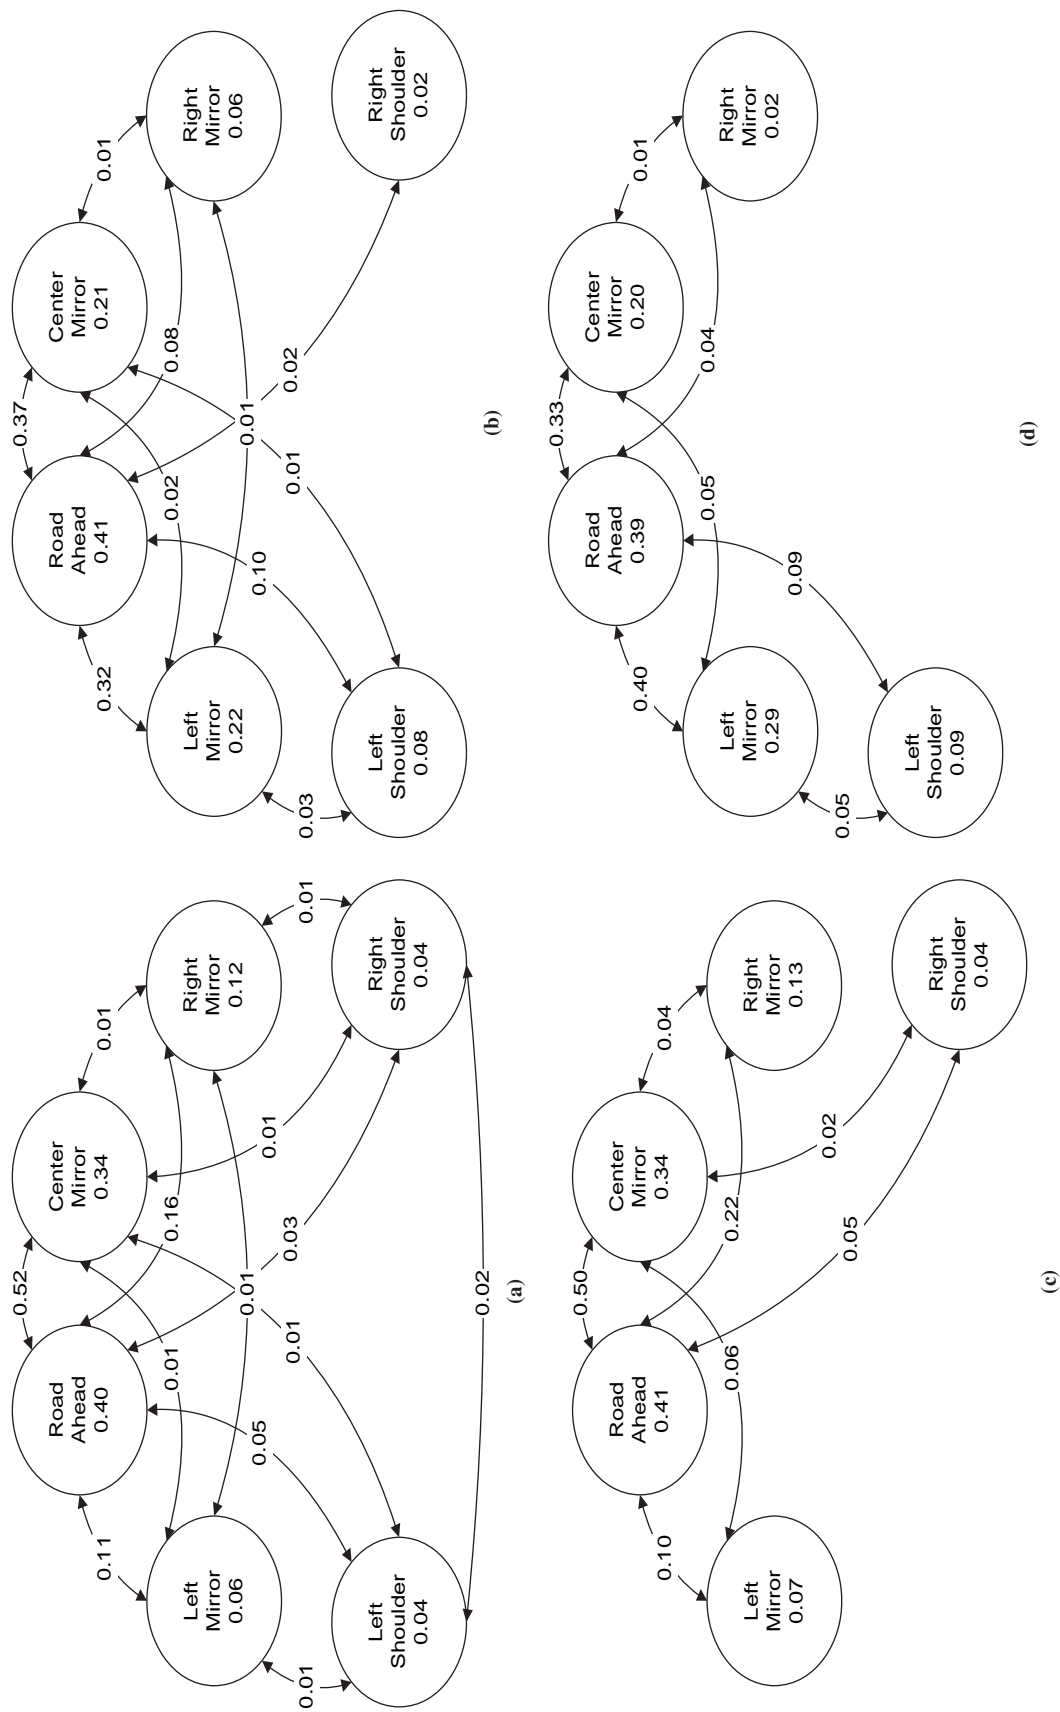 Road
Ahead
0.40
Center
Mirror
0.34
Left
Mirror
0.06
Right
Mirror
0.12
Left
Shoulder
0.04
Right
Shoulder
0.04
0.52
0.11
0.01
0.16
0.01
0.01
0.05
0.01
0.01
0.03
0.01
0.01
0.02
(a)
Road
Ahead
0.41
Center
Mirror
0.21
Left
Mirror
0.22
Right
Mirror
0.06
Left
Shoulder
0.08
Right
Shoulder
0.02
0.37
0.32
0.01
0.02
0.08
0.01
0.10
0.03
0.01
0.02
(b)
Road
Ahead
0.41
Center
Mirror
0.34
Left
Mirror
0.07
Right
Mirror
0.13
Right
Shoulder
0.04
0.50
0.10
0.04
0.06
0.22
0.02
0.05
(c)
Road
Ahead
0.39
Center
Mirror
0.20
Left
Mirror
0.29
Right
Mirror
0.02
Left
Shoulder
0.09
0.33
0.40
0.01
0.05
0.04
0.09
0.05
(d)